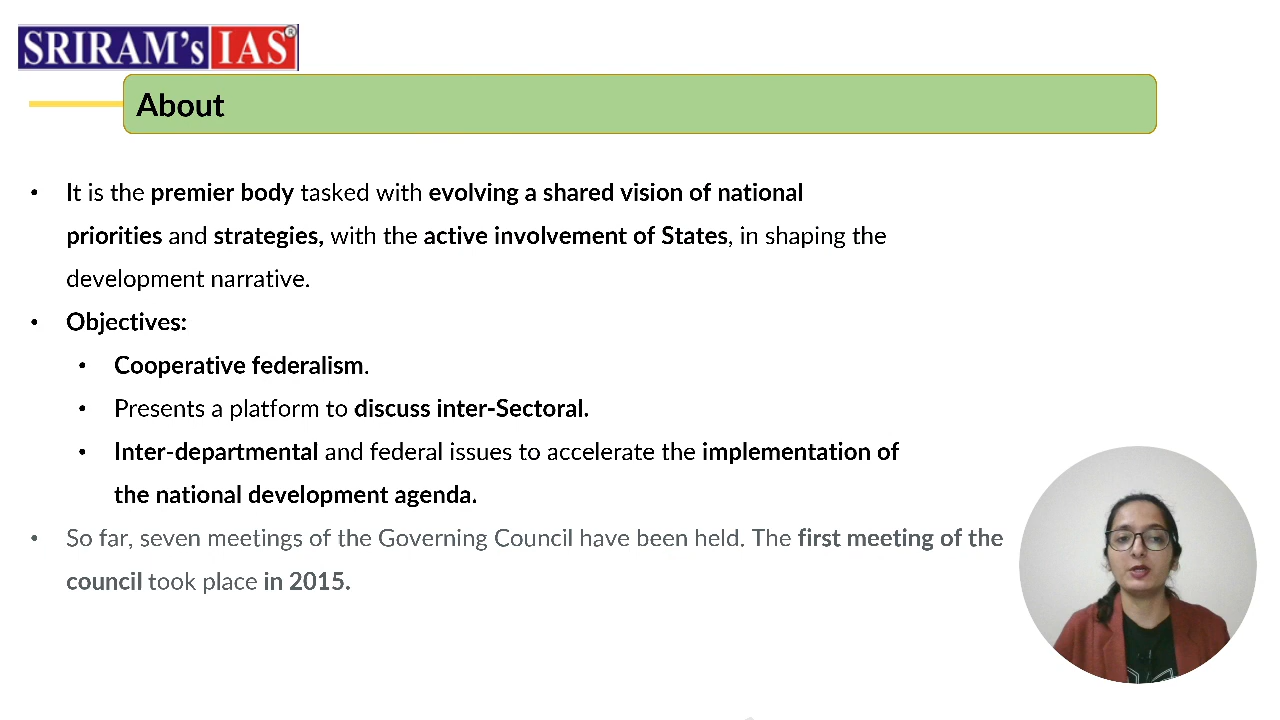 SRIRAM's IAS®
About
• It is the premier body tasked with evolving a shared vision of national
priorities and strategies, with the active involvement of States, in shaping the
development narrative.
• Objectives:
• Cooperative federalism.
• Presents a platform to discuss inter-Sectoral.
• Inter-departmental and federal issues to accelerate the implementation of
the national development agenda.
• So far, seven meetings of the Governing Council have been held. The first meeting of the
council took place in 2015.